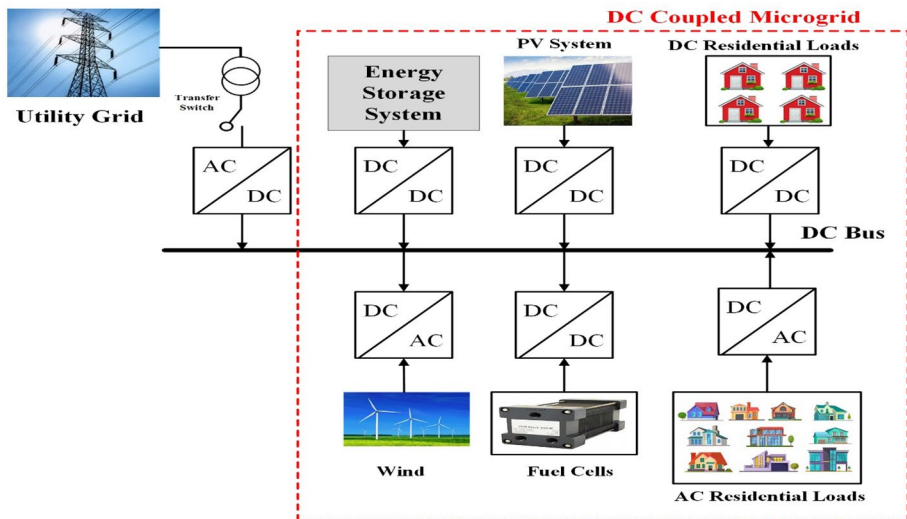 DC Coupled Microgrid
Utility Grid
Transfer
Switch
Energy
Storage
System
PV System
DC Residential Loads
AC
DC
DC
DC
DC
DC
DC
DC
DC Bus
DC
AC
DC
DC
DC
AC
Wind
Fuel Cells
AC Residential Loads